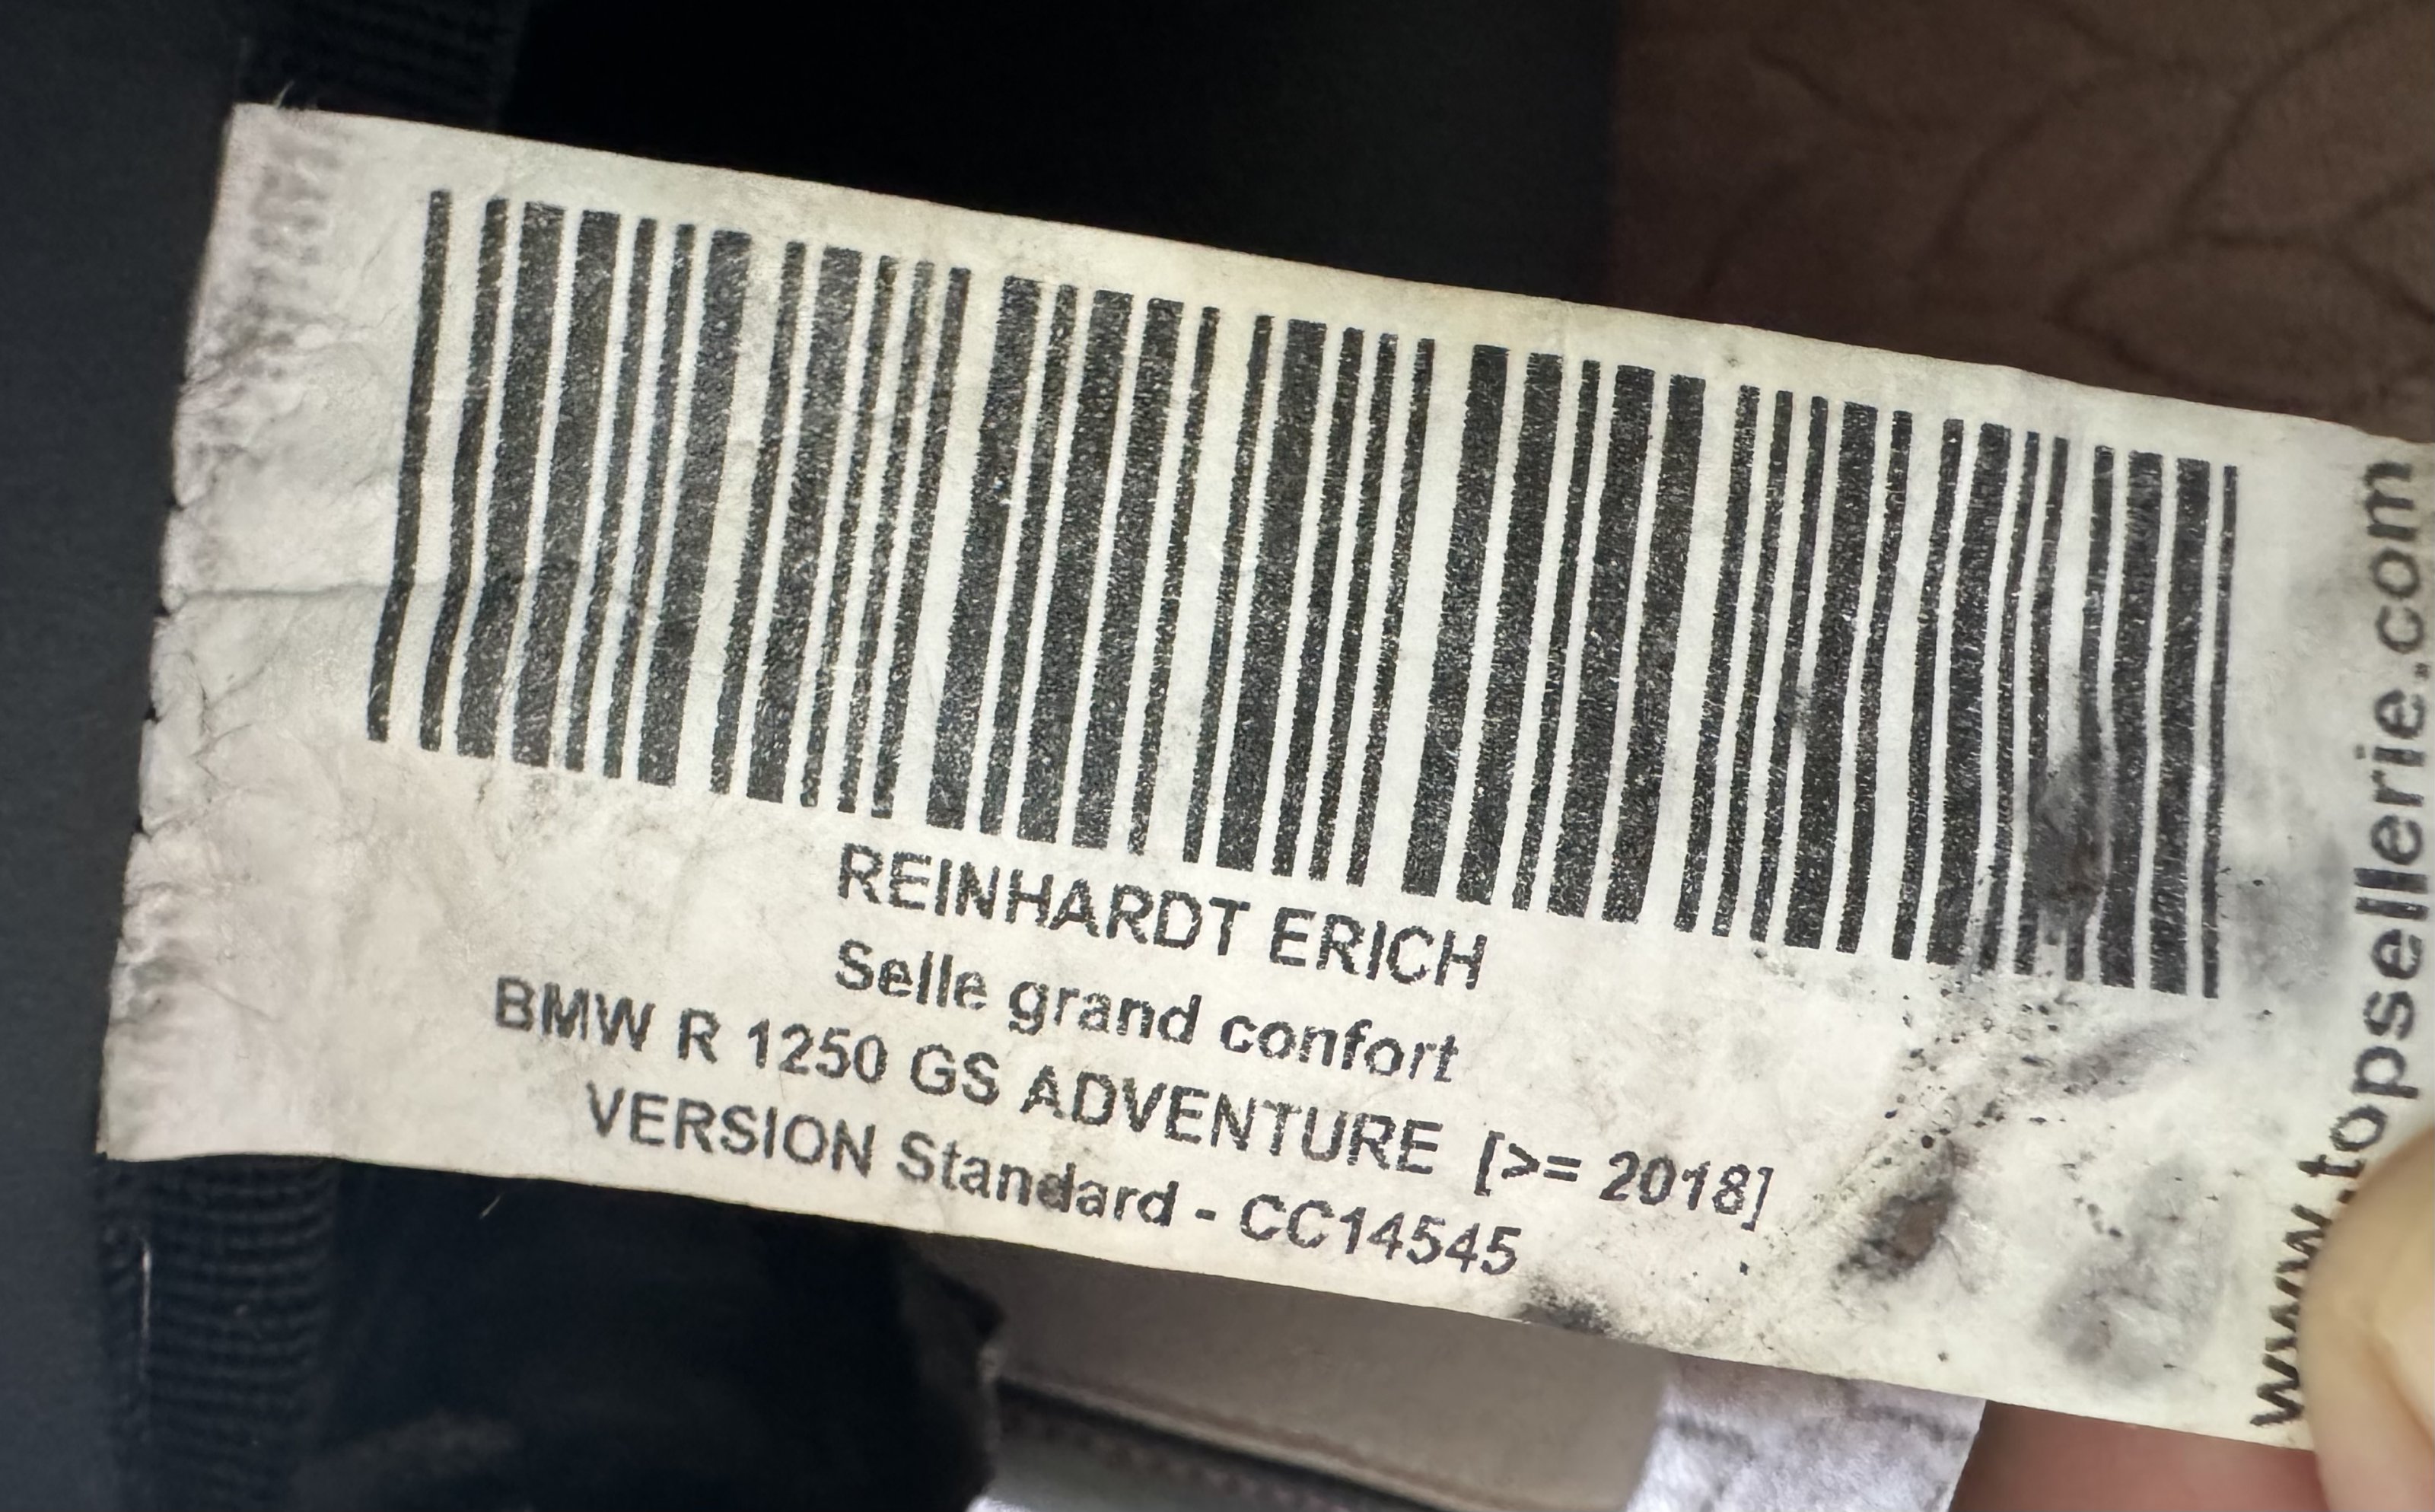 REINHARDT ERICH
Selle grand confort
BMW R 1250 GS ADVENTURE [>= 2018]
VERSION Standard - CC14545
www.topsellerie.com